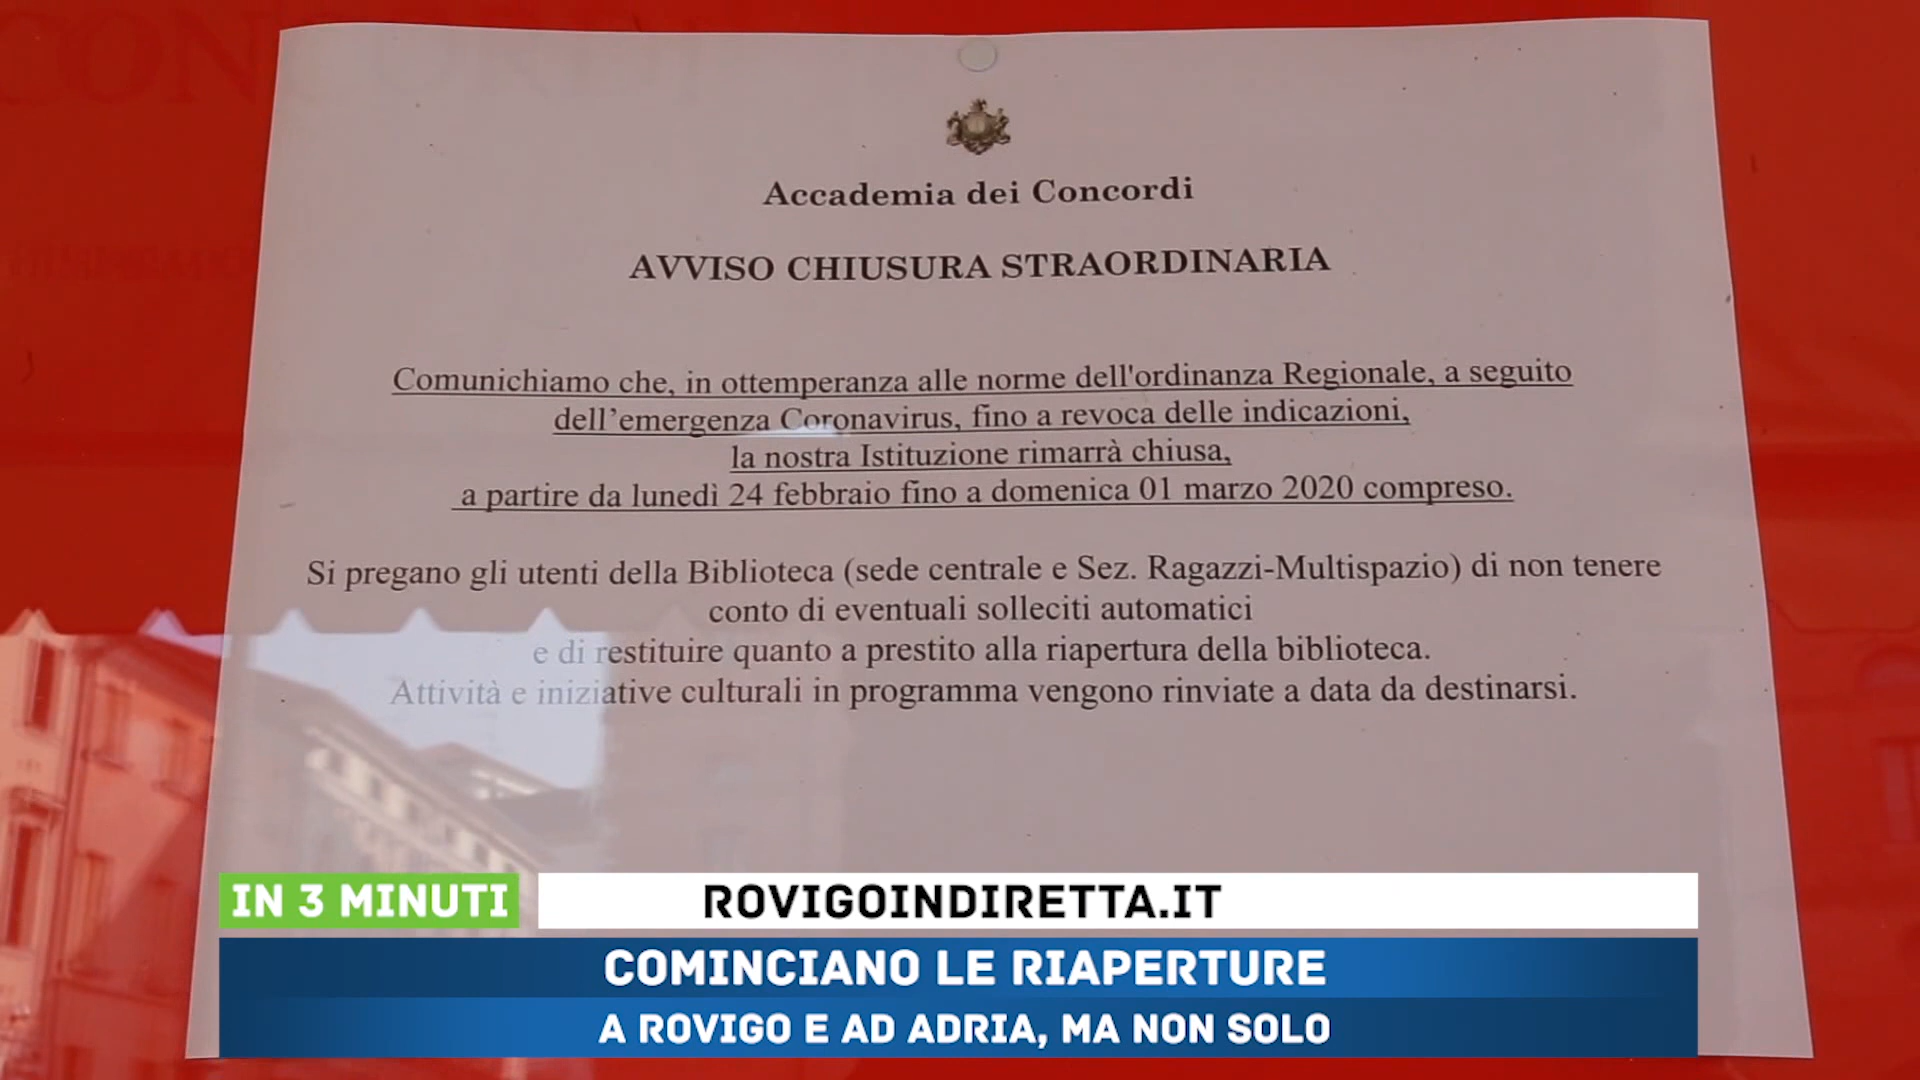 CONCORDI
Accademia dei Concordi
AVVISO CHIUSURA STRAORDINARIA
Comunichiamo che, in ottemperanza alle norme dell'ordinanza Regionale, a seguito
dell’emergenza Coronavirus, fino a revoca delle indicazioni,
la nostra Istituzione rimarrà chiusa,
a partire da lunedì 24 febbraio fino a domenica 01 marzo 2020 compreso.
Si pregano gli utenti della Biblioteca (sede centrale e Sez. Ragazzi-Multispazio) di non tenere
conto di eventuali solleciti automatici
e di restituire quanto a prestito alla riapertura della biblioteca.
Attività e iniziative culturali in programma vengono rinviate a data da destinarsi.
IN 3 MINUTI
ROVIGOINDIRETTA.IT
COMINCIANO LE RIAPERTURE
A ROVIGO E AD ADRIA, MA NON SOLO